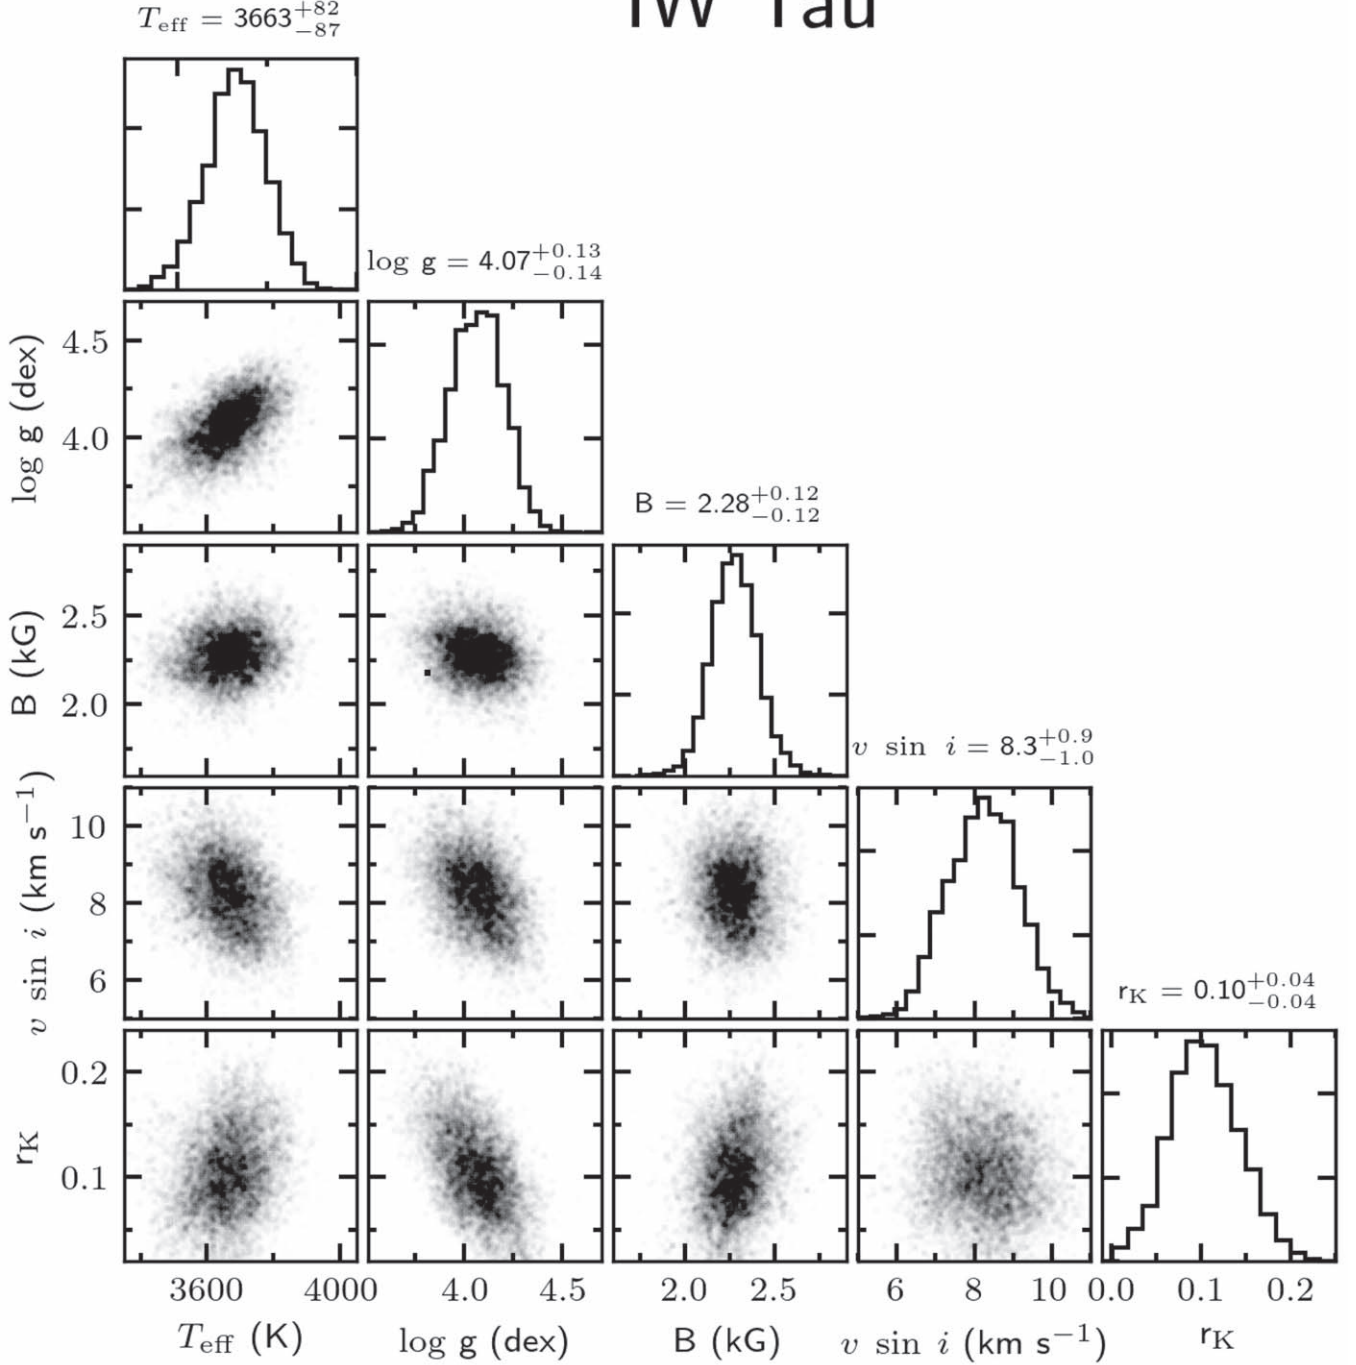 IW Tau
T_eff = 3663^{+82}_{−87}
log g = 4.07^{+0.13}_{−0.14}
log g (dex)
4.5
4.0
B = 2.28^{+0.12}_{−0.12}
B (kG)
2.5
2.0
v sin i = 8.3^{+0.9}_{−1.0}
v sin i (km s^{−1})
10
8
6
r_K = 0.10^{+0.04}_{−0.04}
r_K
0.2
0.1
3600 4000 4.0 4.5 2.0 2.5 6 8 10 0.0 0.1 0.2
T_eff (K) log g (dex) B (kG) v sin i (km s^{−1}) r_K